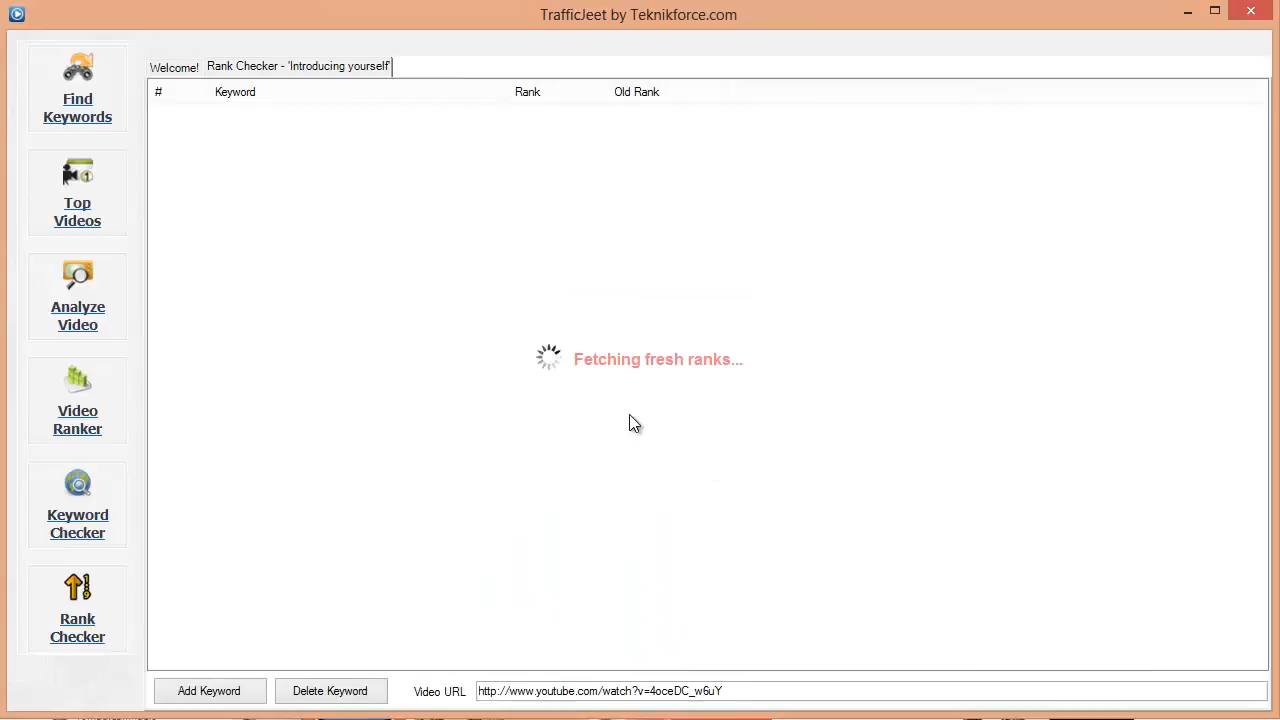 TrafficJeet by Teknikforce.com
Find
Keywords
Top
Videos
Analyze
Video
Video
Ranker
Keyword
Checker
Rank
Checker
Welcome! Rank Checker - 'Introducing yourself'
# Keyword Rank Old Rank
Fetching fresh ranks...
Add Keyword Delete Keyword Video URL http://www.youtube.com/watch?v=4oceDC_w6uY